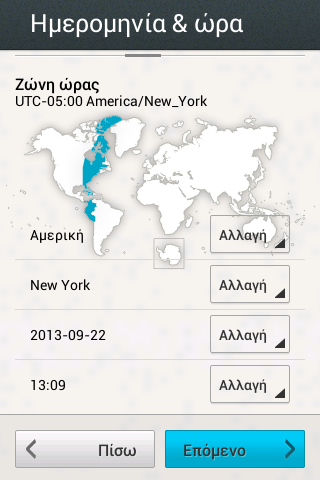 Ημερομηνία & ώρα
Ζώνη ώρας
UTC-05:00 America/New_York
Αμερική Αλλαγή
New York Αλλαγή
2013-09-22 Αλλαγή
13:09 Αλλαγή
Πίσω Επόμενο